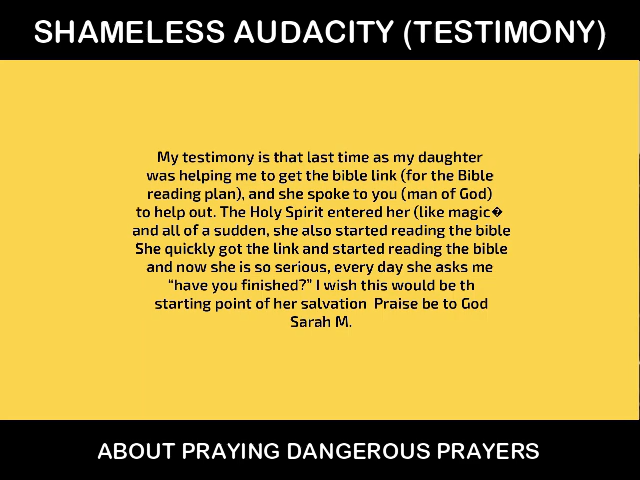 SHAMELESS AUDACITY (TESTIMONY)
My testimony is that last time as my daughter
was helping me to get the bible link (for the Bible
reading plan), and she spoke to you (man of God)
to help out. The Holy Spirit entered her (like magic�
and all of a sudden, she also started reading the bible
She quickly got the link and started reading the bible
and now she is so serious, every day she asks me
“have you finished?” I wish this would be th
starting point of her salvation  Praise be to God
Sarah M.
ABOUT PRAYING DANGEROUS PRAYERS